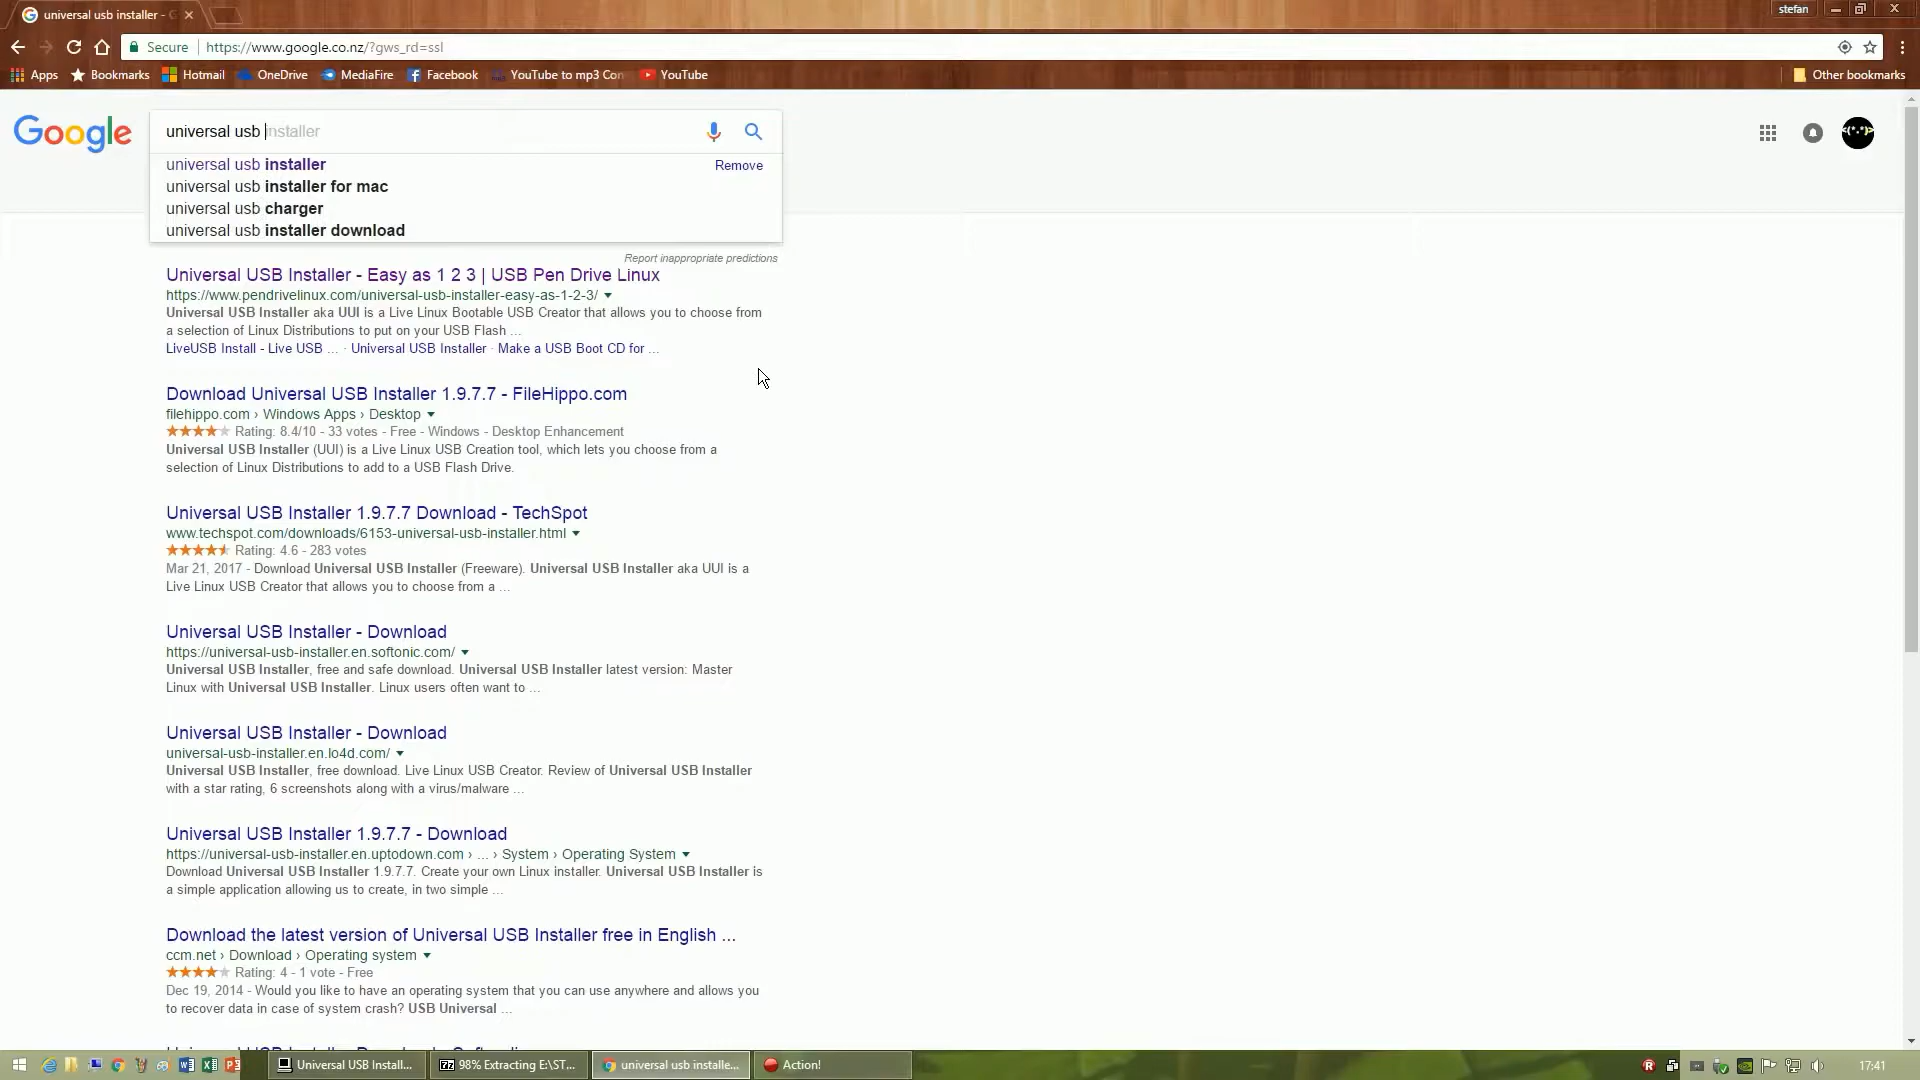 universal usb installer - G
stefan
Secure
https://www.google.co.nz/?gws_rd=ssl
Apps
Bookmarks
Hotmail
OneDrive
MediaFire
Facebook
YouTube to mp3 Con
YouTube
Other bookmarks
Google
universal usb installer
universal usb installer
Remove
universal usb installer for mac
universal usb charger
universal usb installer download
Report inappropriate predictions
Universal USB Installer - Easy as 1 2 3 | USB Pen Drive Linux
https://www.pendrivelinux.com/universal-usb-installer-easy-as-1-2-3/
Universal USB Installer aka UUI is a Live Linux Bootable USB Creator that allows you to choose from
a selection of Linux Distributions to put on your USB Flash ...
LiveUSB Install - Live USB ... · Universal USB Installer · Make a USB Boot CD for ...
Download Universal USB Installer 1.9.7.7 - FileHippo.com
filehippo.com › Windows Apps › Desktop
Rating: 8.4/10 - 33 votes - Free - Windows - Desktop Enhancement
Universal USB Installer (UUI) is a Live Linux USB Creation tool, which lets you choose from a
selection of Linux Distributions to add to a USB Flash Drive.
Universal USB Installer 1.9.7.7 Download - TechSpot
www.techspot.com/downloads/6153-universal-usb-installer.html
Rating: 4.6 - 283 votes
Mar 21, 2017 - Download Universal USB Installer (Freeware). Universal USB Installer aka UUI is a
Live Linux USB Creator that allows you to choose from a ...
Universal USB Installer - Download
https://universal-usb-installer.en.softonic.com/
Universal USB Installer, free and safe download. Universal USB Installer latest version: Master
Linux with Universal USB Installer. Linux users often want to ...
Universal USB Installer - Download
universal-usb-installer.en.lo4d.com/
Universal USB Installer, free download. Live Linux USB Creator. Review of Universal USB Installer
with a star rating, 6 screenshots along with a virus/malware ...
Universal USB Installer 1.9.7.7 - Download
https://universal-usb-installer.en.uptodown.com › ... › System › Operating System
Download Universal USB Installer 1.9.7.7. Create your own Linux installer. Universal USB Installer is
a simple application allowing us to create, in two simple ...
Download the latest version of Universal USB Installer free in English ...
ccm.net › Download › Operating system
Rating: 4 - 1 vote - Free
Dec 19, 2014 - Would you like to have an operating system that you can use anywhere and allows you
to recover data in case of system crash? USB Universal ...
Universal USB Install...
98% Extracting E:\ST...
universal usb installe...
Action!
17:41